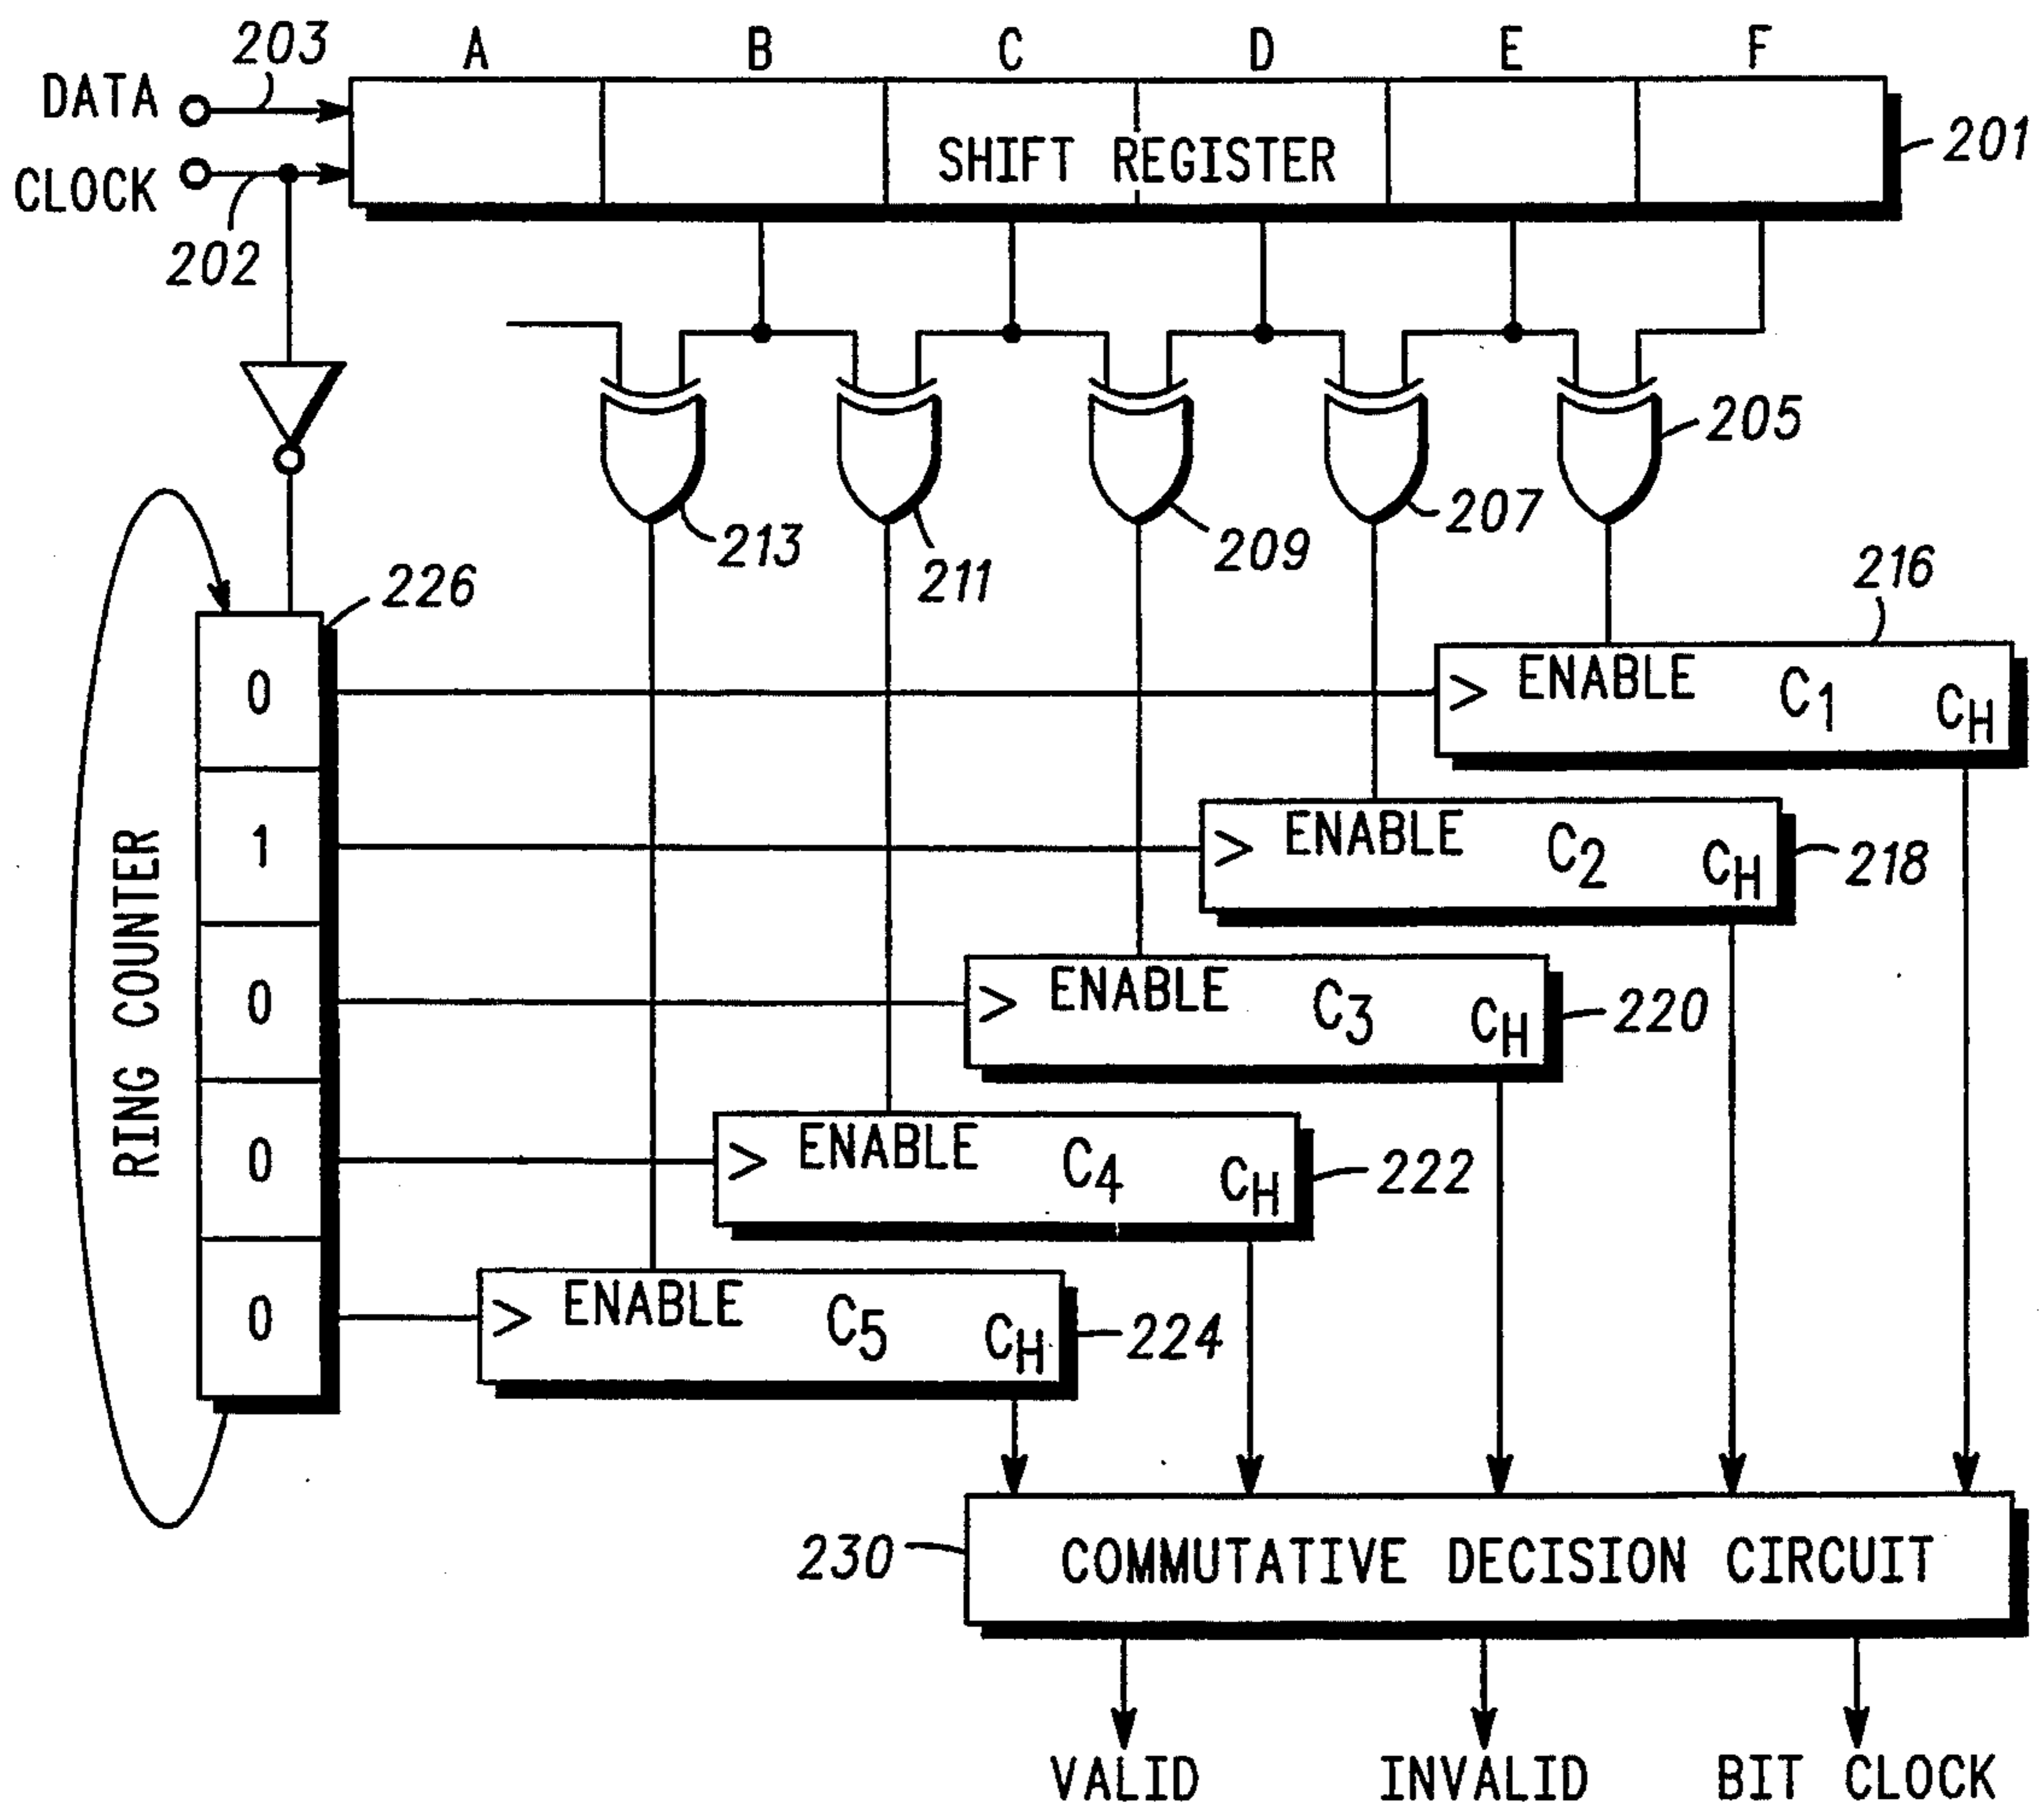 203
A B C D E F
DATA
CLOCK
SHIFT REGISTER
201
202
205
207
213
209
211
226
216
0
> ENABLE C1 CH
1
> ENABLE C2 CH
218
RING COUNTER
0
> ENABLE C3 CH
220
0
> ENABLE C4 CH
222
0
> ENABLE C5 CH
224
230
COMMUTATIVE DECISION CIRCUIT
VALID
INVALID
BIT CLOCK